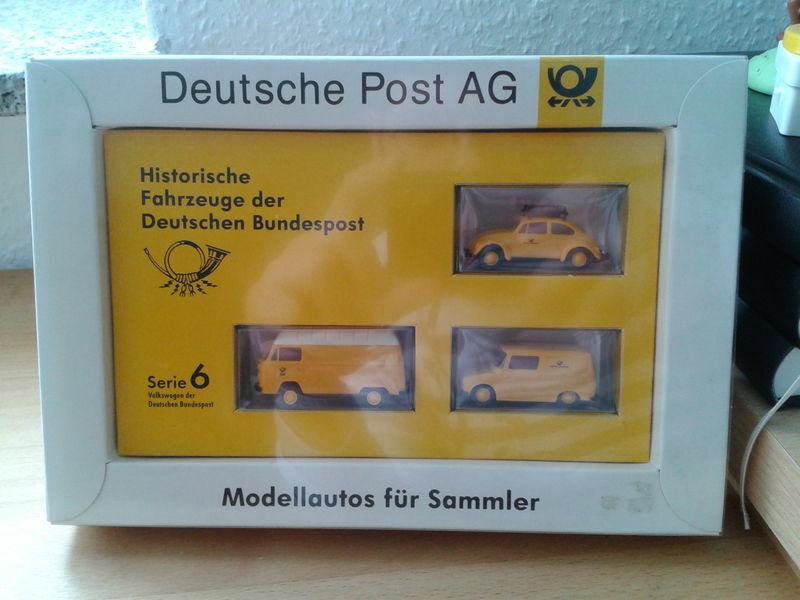 Deutsche Post AG
Historische
Fahrzeuge der
Deutschen Bundespost
Serie 6
Volkswagen der
Deutschen Bundespost
Modellautos für Sammler